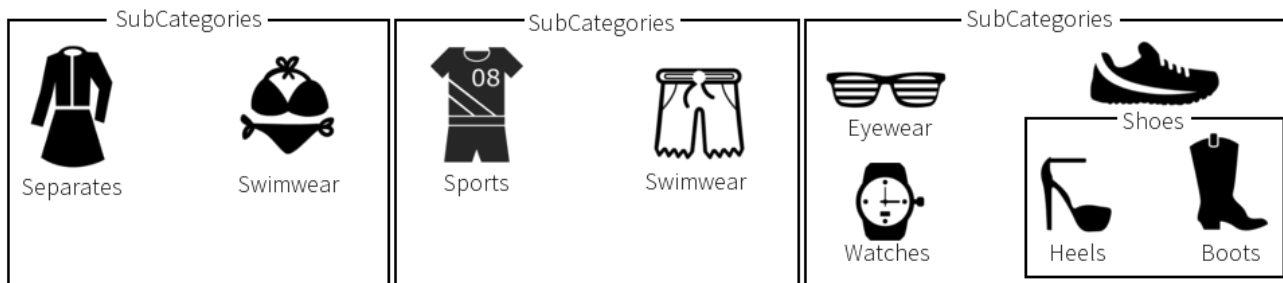 SubCategories
Separates
Swimwear
SubCategories
08
Sports
Swimwear
SubCategories
Eyewear
Watches
Shoes
Heels
Boots